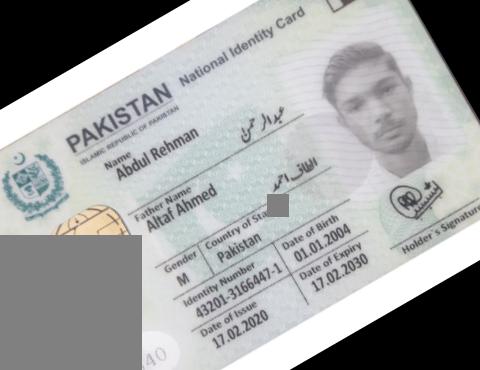 PAKISTAN National Identity Card
ISLAMIC REPUBLIC OF PAKISTAN
Name
Abdul Rehman
عبدالرحمن
Father Name
Altaf Ahmed
الطاف احمد
Gender
M
Country of Sta
Pakistan
Identity Number
43201-3166447-1
Date of Birth
01.01.2004
Date of Issue
17.02.2020
Date of Expiry
17.02.2030
Holder's Signature
40